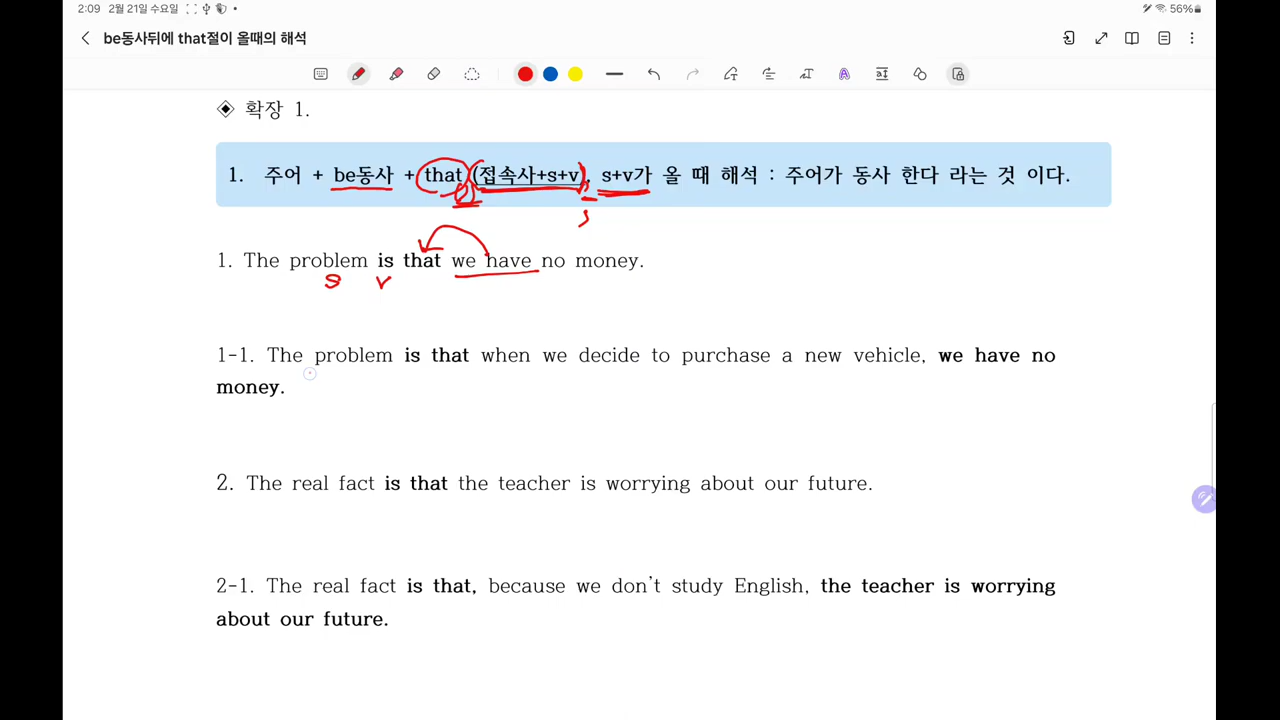 2:09 2월 21일 수요일 56%
be동사뒤에 that절이 올때의 해석
◈ 확장 1.
1. 주어 + be동사 + that (접속사+s+v), s+v가 올 때 해석 : 주어가 동사 한다 라는 것 이다.
1. The problem is that we have no money.
s v
1-1. The problem is that when we decide to purchase a new vehicle, we have no
money.
2. The real fact is that the teacher is worrying about our future.
2-1. The real fact is that, because we don't study English, the teacher is worrying
about our future.